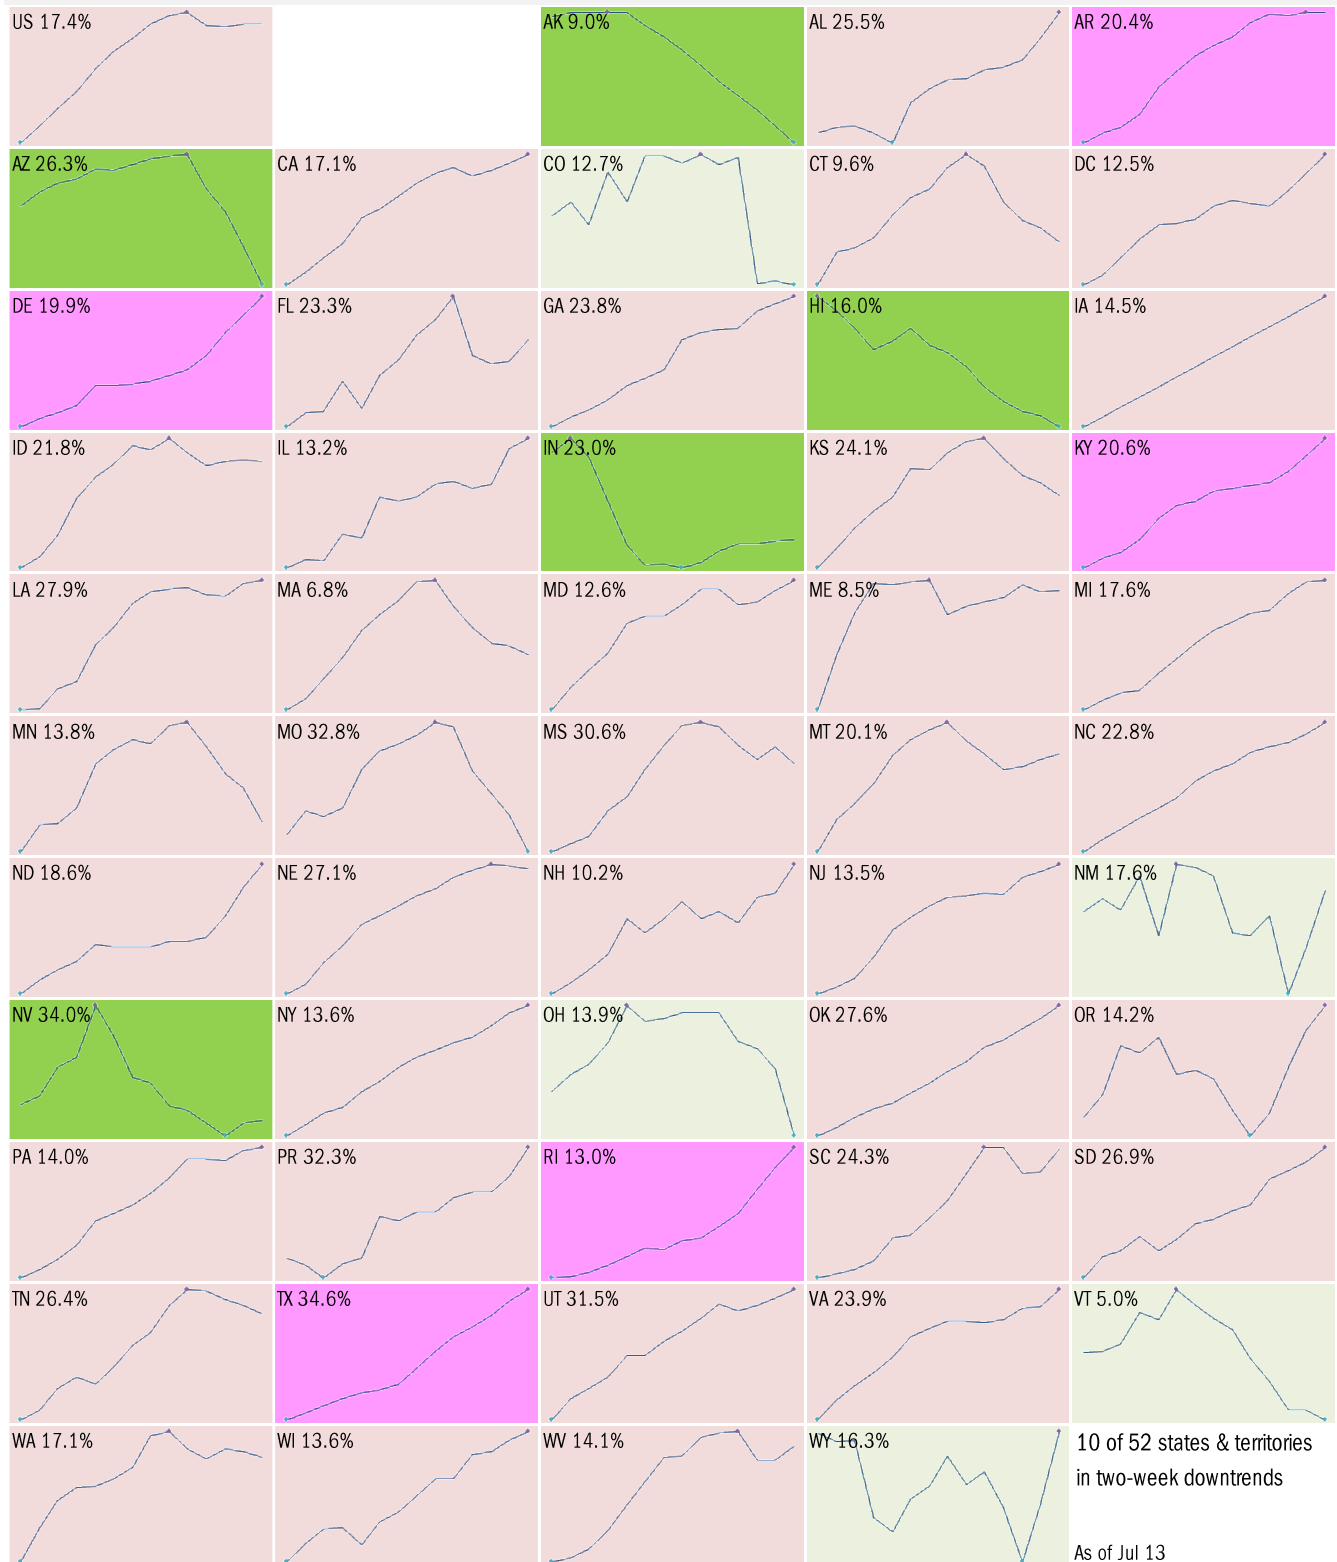 US 17.4%
AK 9.0%
AL 25.5%
AR 20.4%
AZ 26.3%
CA 17.1%
CO 12.7%
CT 9.6%
DC 12.5%
DE 19.9%
FL 23.3%
GA 23.8%
HI 16.0%
IA 14.5%
ID 21.8%
IL 13.2%
IN 23.0%
KS 24.1%
KY 20.6%
LA 27.9%
MA 6.8%
MD 12.6%
ME 8.5%
MI 17.6%
MN 13.8%
MO 32.8%
MS 30.6%
MT 20.1%
NC 22.8%
ND 18.6%
NE 27.1%
NH 10.2%
NJ 13.5%
NM 17.6%
NV 34.0%
NY 13.6%
OH 13.9%
OK 27.6%
OR 14.2%
PA 14.0%
PR 32.3%
RI 13.0%
SC 24.3%
SD 26.9%
TN 26.4%
TX 34.6%
UT 31.5%
VA 23.9%
VT 5.0%
WA 17.1%
WI 13.6%
WV 14.1%
WY 16.3%
10 of 52 states & territories
in two-week downtrends
As of Jul 13